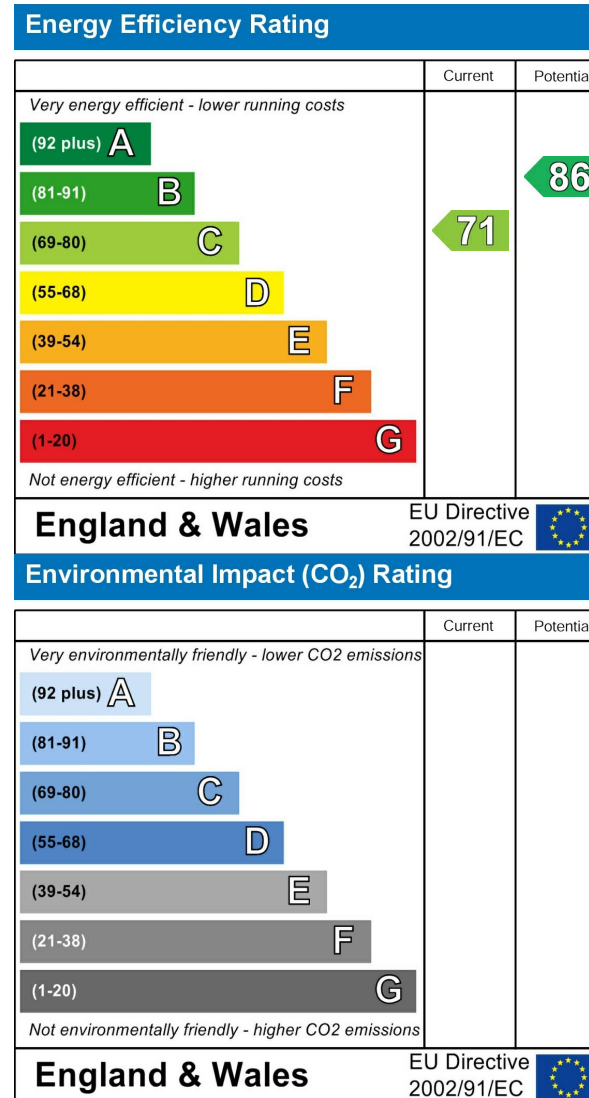 Energy Efficiency Rating
Current Potentia
Very energy efficient - lower running costs
(92 plus) A
(81-91) B
86
(69-80) C
71
(55-68) D
(39-54) E
(21-38) F
(1-20) G
Not energy efficient - higher running costs
England & Wales
EU Directive
2002/91/EC
Environmental Impact (CO₂) Rating
Current Potentia
Very environmentally friendly - lower CO2 emissions
(92 plus) A
(81-91) B
(69-80) C
(55-68) D
(39-54) E
(21-38) F
(1-20) G
Not environmentally friendly - higher CO2 emissions
England & Wales
EU Directive
2002/91/EC